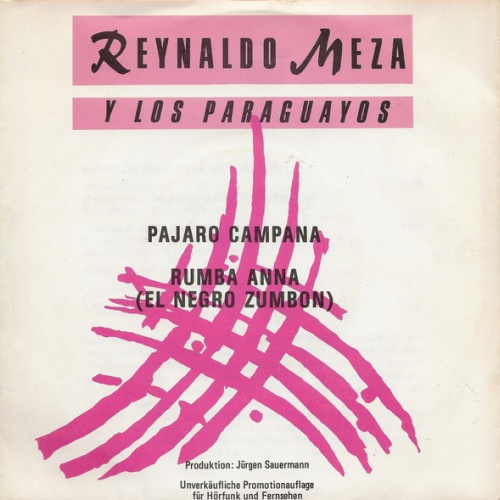 REYNALDO MEZA
Y LOS PARAGUAYOS
PAJARO CAMPANA
RUMBA ANNA
(EL NEGRO ZUMBON)
Produktion: Jürgen Sauermann
Unverkäufliche Promotionauflage
für Hörfunk und Fernsehen